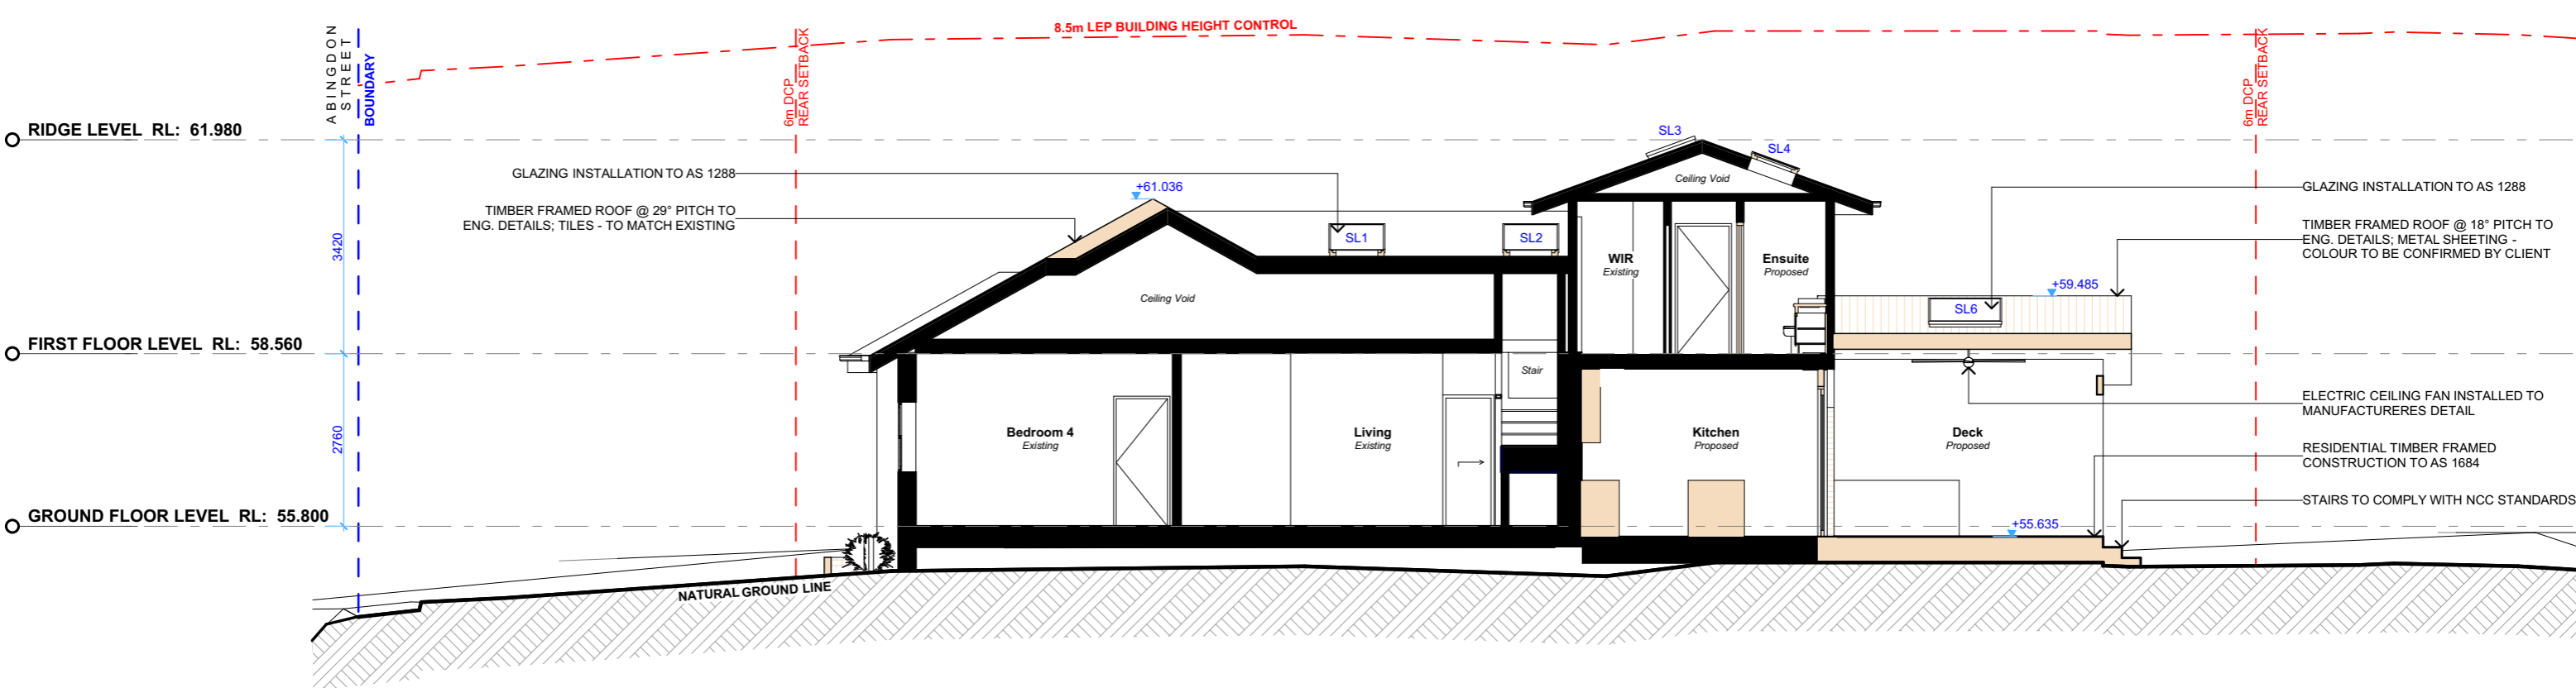 8.5m LEP BUILDING HEIGHT CONTROL
ABINGDON
STREET
BOUNDARY
6m DCP
REAR SETBACK
6m DCP
REAR SETBACK
RIDGE LEVEL RL: 61.980
SL3
SL4
GLAZING INSTALLATION TO AS 1288
Ceiling Void
+61.036
GLAZING INSTALLATION TO AS 1288
TIMBER FRAMED ROOF @ 29° PITCH TO
ENG. DETAILS; TILES - TO MATCH EXISTING
TIMBER FRAMED ROOF @ 18° PITCH TO
ENG. DETAILS; METAL SHEETING -
COLOUR TO BE CONFIRMED BY CLIENT
3420
SL1
SL2
WIR
Existing
Ensuite
Proposed
+59.485
Ceiling Void
SL6
FIRST FLOOR LEVEL RL: 58.560
Stair
ELECTRIC CEILING FAN INSTALLED TO
MANUFACTURERES DETAIL
2760
Bedroom 4
Existing
Living
Existing
Kitchen
Proposed
Deck
Proposed
RESIDENTIAL TIMBER FRAMED
CONSTRUCTION TO AS 1684
STAIRS TO COMPLY WITH NCC STANDARDS
GROUND FLOOR LEVEL RL: 55.800
+55.635
NATURAL GROUND LINE